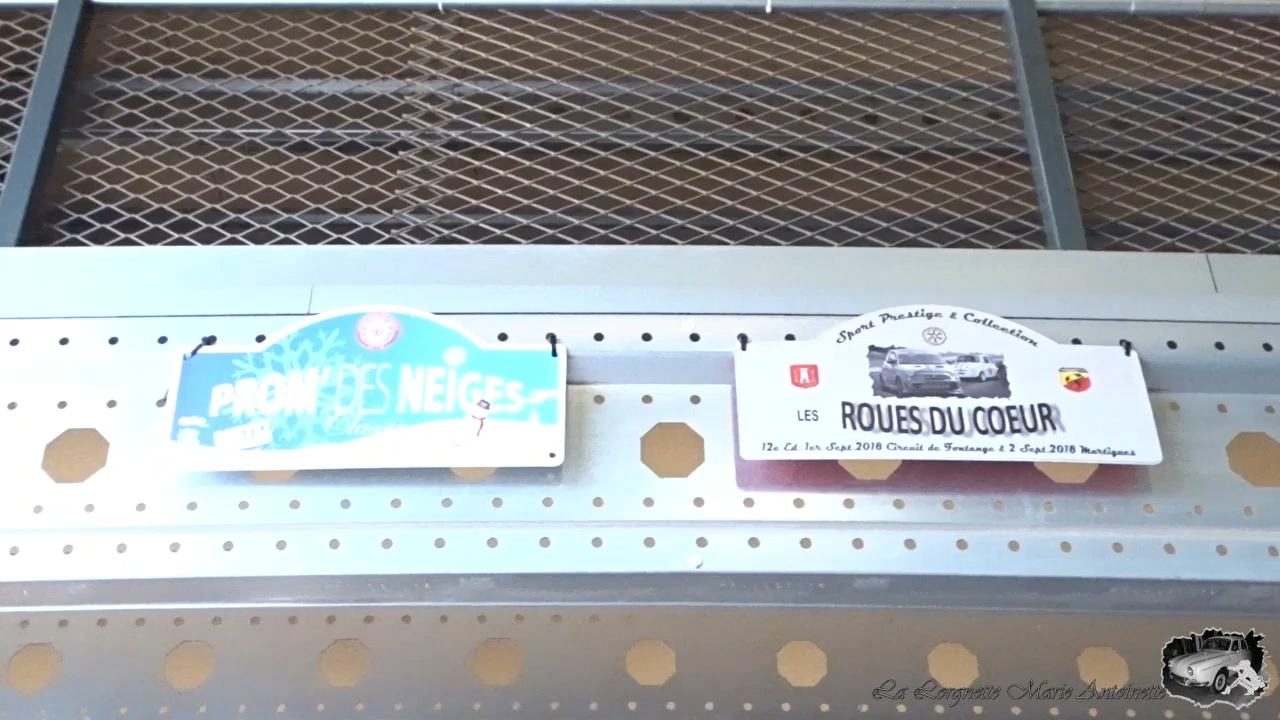 PROM' DES NEIGES
Sport Prestige & Collection
A
LES ROUES DU COEUR
12e Ed. 1er Sept.2018 Circuit de Fontange & 2 Sept.2018 Martigues
La Lorgnette Marie Antoinette